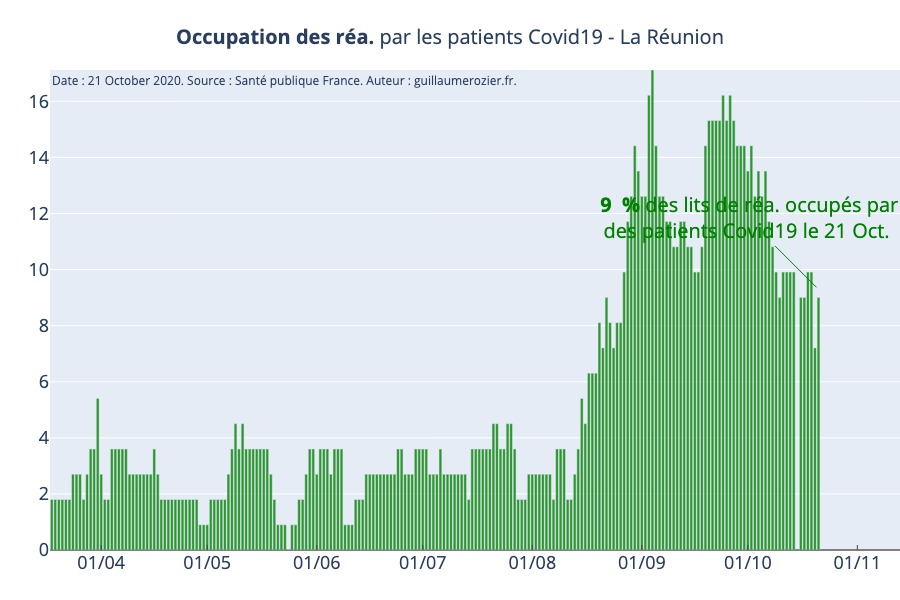 Occupation des réa. par les patients Covid19 - La Réunion
Date : 21 October 2020. Source : Santé publique France. Auteur : guillaumerozier.fr.
16
14
12
10
8
6
4
2
0
9 % des lits de réa. occupés par
des patients Covid19 le 21 Oct.
01/04 01/05 01/06 01/07 01/08 01/09 01/10 01/11